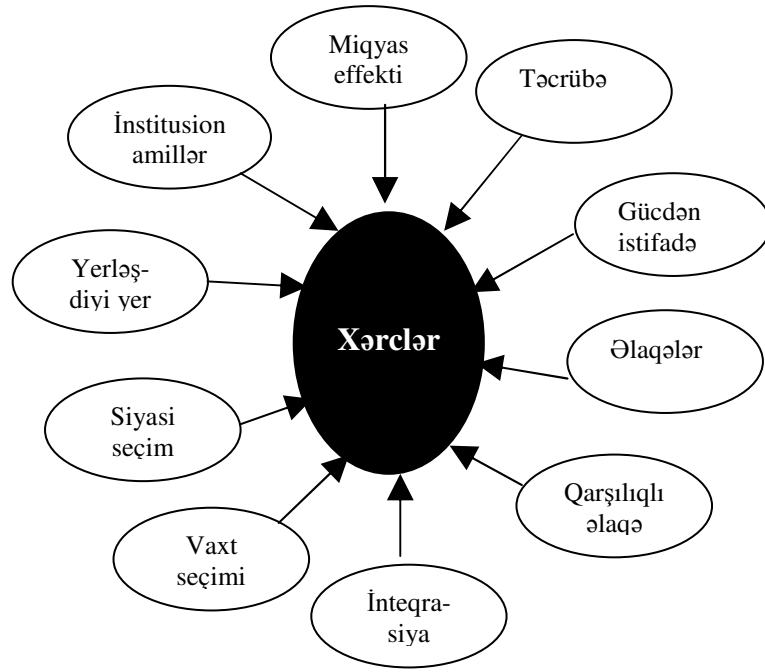 Miqyas
effekti
Təcrübə
Gücdən
istifadə
Əlaqələr
Qarşılıqlı
əlaqə
İnteqra-
siya
Vaxt
seçimi
Siyasi
seçim
Yerləş-
diyi yer
İnstitusion
amillər
Xərclər